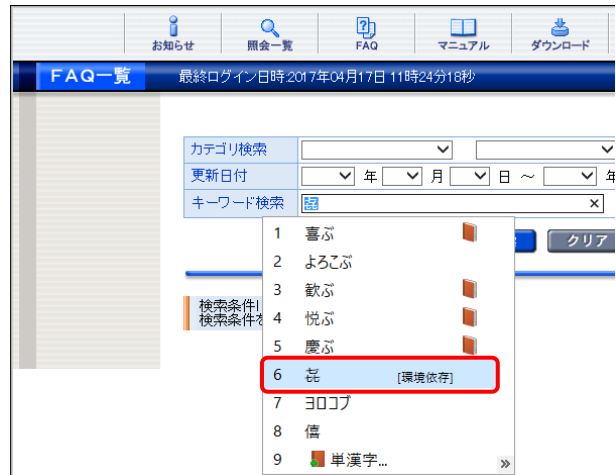 お知らせ 照会一覧 FAQ マニュアル ダウンロード
FAQ一覧 最終ログイン日時:2017年04月17日 11時24分18秒
カテゴリ検索
更新日付 年 月 日 ～ 年
キーワード検索 㐂 ×
クリア
1 喜ぶ
2 よろこぶ
3 歓ぶ
検索条件
4 悦ぶ
検索条件を
5 慶ぶ
6 㐂 [環境依存]
7 ヨロコブ
8 僖
9 単漢字... »